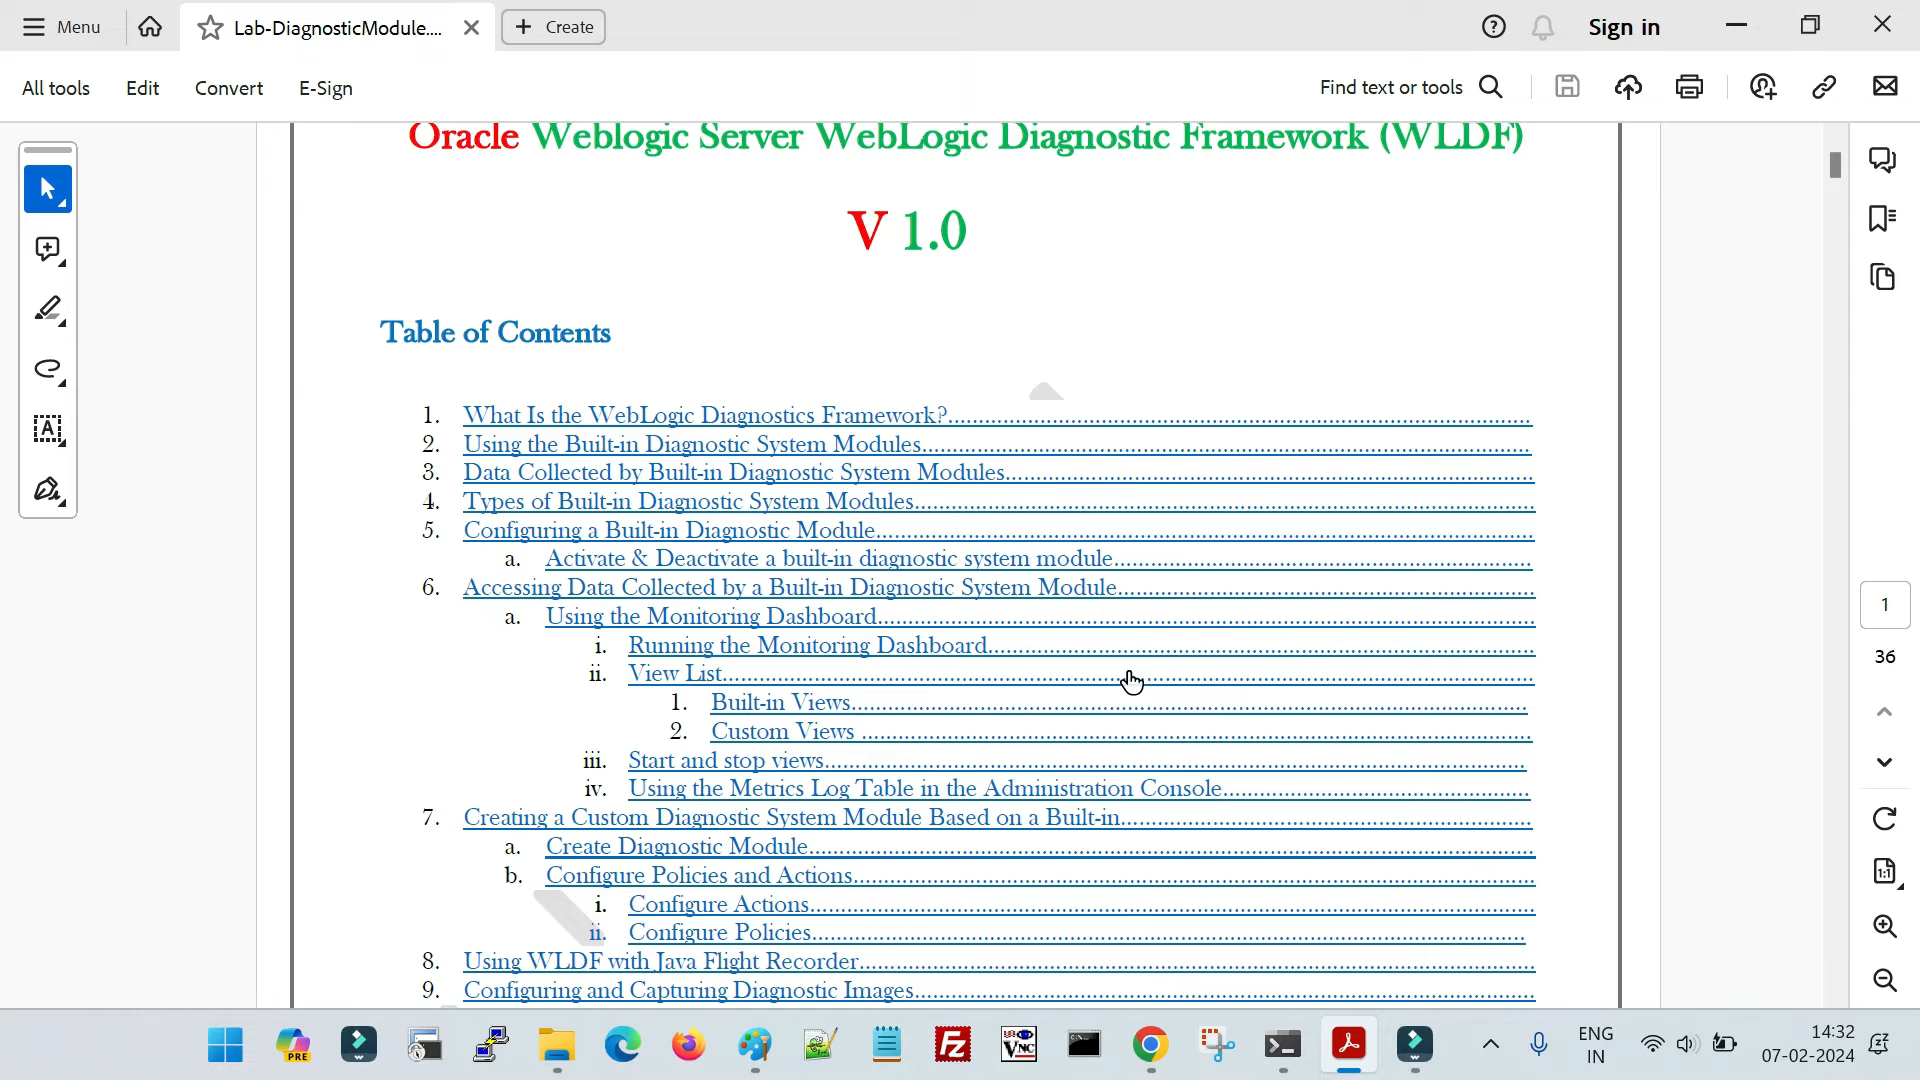 Menu
Lab-DiagnosticModule....
Create
Sign in
All tools
Edit
Convert
E-Sign
Find text or tools
Oracle Weblogic Server WebLogic Diagnostic Framework (WLDF)
V 1.0
Table of Contents
1. What Is the WebLogic Diagnostics Framework?
2. Using the Built-in Diagnostic System Modules
3. Data Collected by Built-in Diagnostic System Modules
4. Types of Built-in Diagnostic System Modules
5. Configuring a Built-in Diagnostic Module
a. Activate & Deactivate a built-in diagnostic system module
6. Accessing Data Collected by a Built-in Diagnostic System Module
a. Using the Monitoring Dashboard
i. Running the Monitoring Dashboard
ii. View List
1. Built-in Views
2. Custom Views
iii. Start and stop views
iv. Using the Metrics Log Table in the Administration Console
7. Creating a Custom Diagnostic System Module Based on a Built-in
a. Create Diagnostic Module
b. Configure Policies and Actions
i. Configure Actions
ii. Configure Policies
8. Using WLDF with Java Flight Recorder
9. Configuring and Capturing Diagnostic Images
1
36
1:1
PRE
Fz
VNC
ENG
IN
14:32
07-02-2024